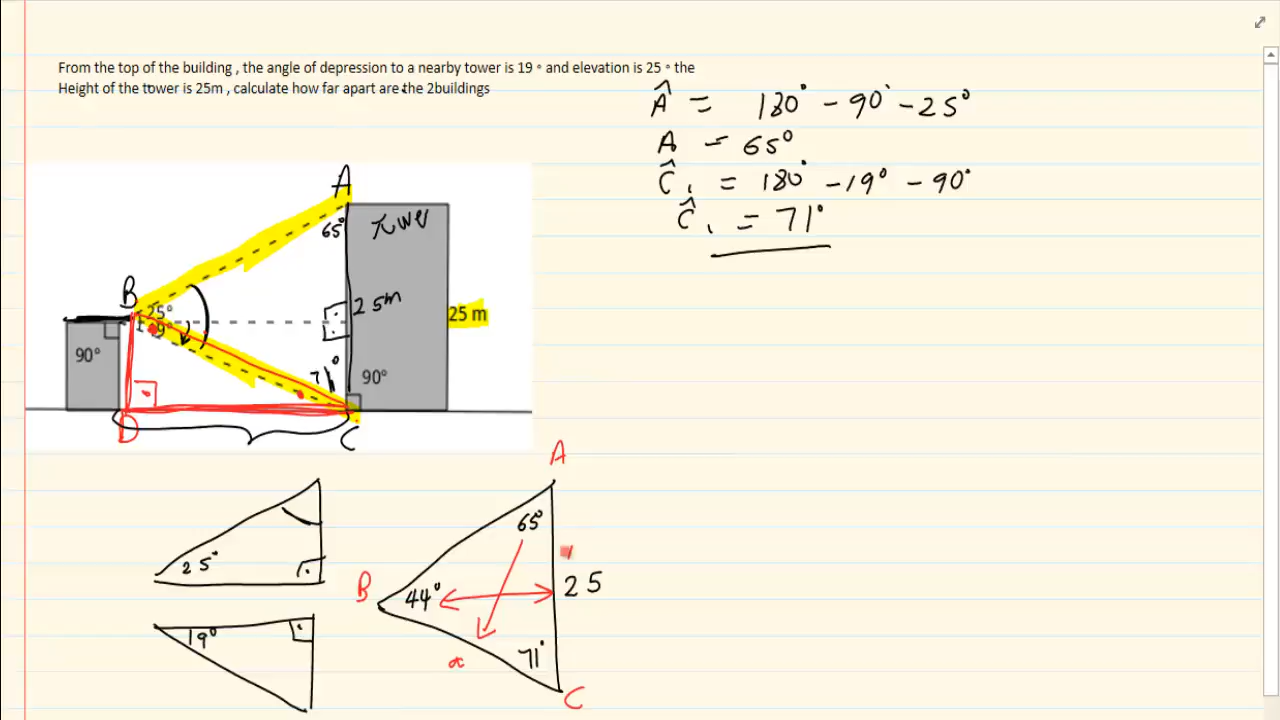 From the top of the building , the angle of depression to a nearby tower is 19 ° and elevation is 25 ° the
Height of the tower is 25m , calculate how far apart are the 2buildings
Â = 180° - 90° - 25°
A = 65°
Ĉ₁ = 180° - 19° - 90°
Ĉ₁ = 71°
A
65°
Tower
B
25°
25m
25 m
19°
90°
71°
90°
D
C
A
65°
25°
25
B
44°
19°
71°
x
C